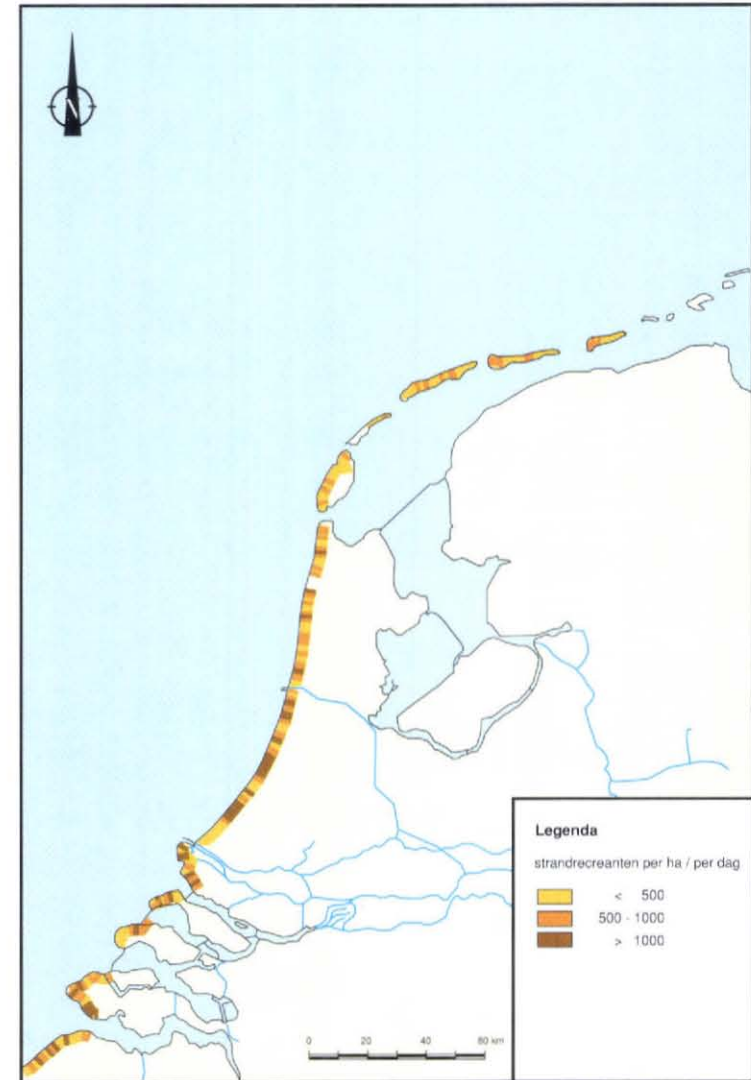 N
Legenda
strandrecreanten per ha / per dag
< 500
500 - 1000
> 1000
0 20 40 60 km